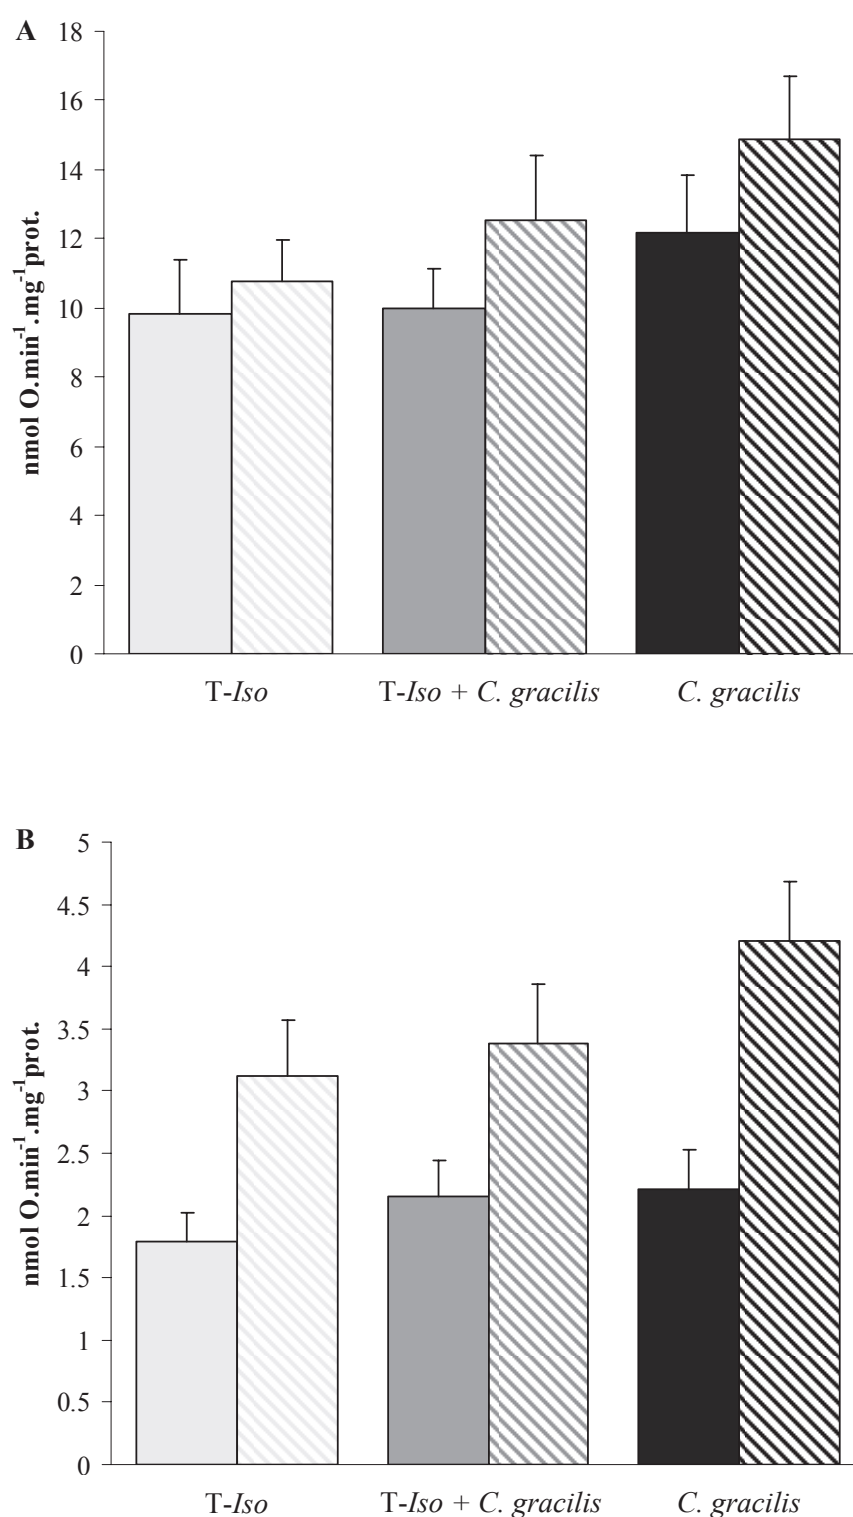 A
18
16
14
12
10
8
6
4
2
0
nmol O.min⁻¹.mg⁻¹prot.
T-Iso
T-Iso + C. gracilis
C. gracilis
B
5
4.5
4
3.5
3
2.5
2
1.5
1
0.5
0
nmol O.min⁻¹.mg⁻¹prot.
T-Iso
T-Iso + C. gracilis
C. gracilis